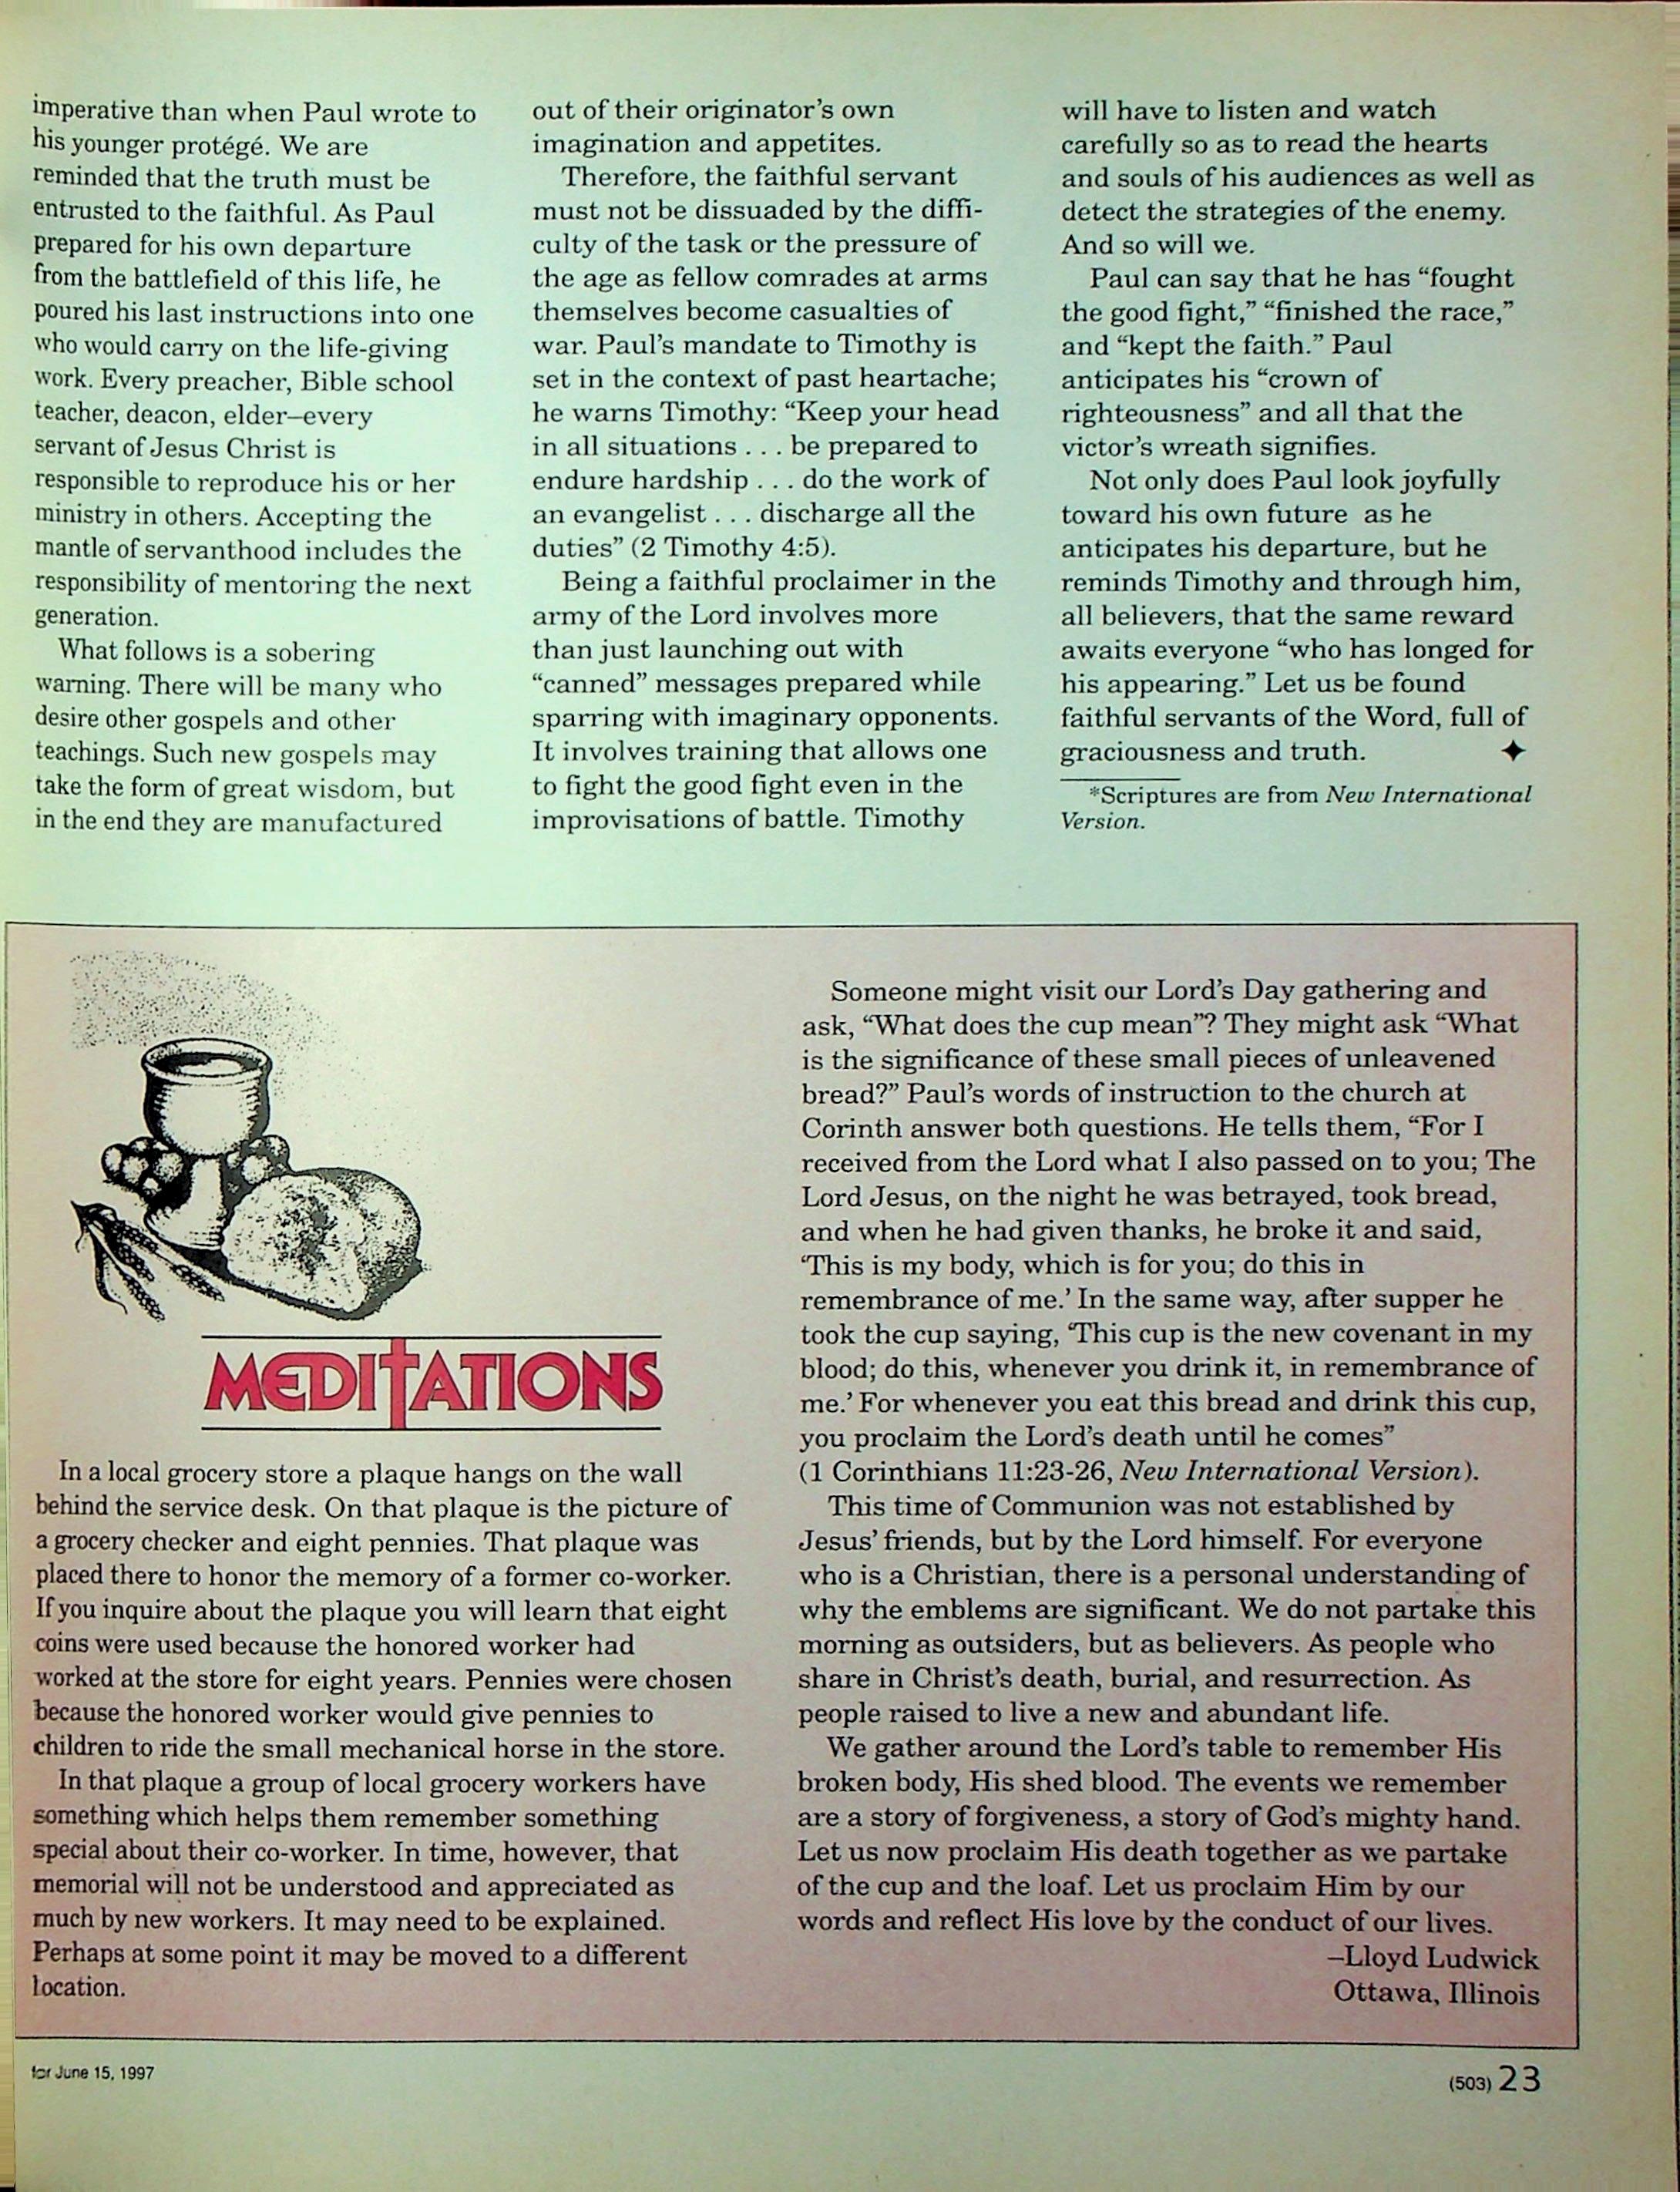 imperative than when Paul wrote to
his younger protégé. We are
reminded that the truth must be
entrusted to the faithful. As Paul
prepared for his own departure
from the battlefield of this life, he
poured his last instructions into one
who would carry on the life-giving
work. Every preacher, Bible school
teacher, deacon, elder–every
servant of Jesus Christ is
responsible to reproduce his or her
ministry in others. Accepting the
mantle of servanthood includes the
responsibility of mentoring the next
generation.
What follows is a sobering
warning. There will be many who
desire other gospels and other
teachings. Such new gospels may
take the form of great wisdom, but
in the end they are manufactured
out of their originator's own
imagination and appetites.
Therefore, the faithful servant
must not be dissuaded by the diffi-
culty of the task or the pressure of
the age as fellow comrades at arms
themselves become casualties of
war. Paul's mandate to Timothy is
set in the context of past heartache;
he warns Timothy: “Keep your head
in all situations . . . be prepared to
endure hardship . . . do the work of
an evangelist . . . discharge all the
duties” (2 Timothy 4:5).
Being a faithful proclaimer in the
army of the Lord involves more
than just launching out with
“canned” messages prepared while
sparring with imaginary opponents.
It involves training that allows one
to fight the good fight even in the
improvisations of battle. Timothy
will have to listen and watch
carefully so as to read the hearts
and souls of his audiences as well as
detect the strategies of the enemy.
And so will we.
Paul can say that he has “fought
the good fight,” “finished the race,”
and “kept the faith.” Paul
anticipates his “crown of
righteousness” and all that the
victor's wreath signifies.
Not only does Paul look joyfully
toward his own future as he
anticipates his departure, but he
reminds Timothy and through him,
all believers, that the same reward
awaits everyone “who has longed for
his appearing.” Let us be found
faithful servants of the Word, full of
graciousness and truth. ✦
*Scriptures are from New International
Version.
MEDITATIONS
In a local grocery store a plaque hangs on the wall
behind the service desk. On that plaque is the picture of
a grocery checker and eight pennies. That plaque was
placed there to honor the memory of a former co-worker.
If you inquire about the plaque you will learn that eight
coins were used because the honored worker had
worked at the store for eight years. Pennies were chosen
because the honored worker would give pennies to
children to ride the small mechanical horse in the store.
In that plaque a group of local grocery workers have
something which helps them remember something
special about their co-worker. In time, however, that
memorial will not be understood and appreciated as
much by new workers. It may need to be explained.
Perhaps at some point it may be moved to a different
location.
Someone might visit our Lord's Day gathering and
ask, “What does the cup mean”? They might ask “What
is the significance of these small pieces of unleavened
bread?” Paul's words of instruction to the church at
Corinth answer both questions. He tells them, “For I
received from the Lord what I also passed on to you; The
Lord Jesus, on the night he was betrayed, took bread,
and when he had given thanks, he broke it and said,
‘This is my body, which is for you; do this in
remembrance of me.’ In the same way, after supper he
took the cup saying, ‘This cup is the new covenant in my
blood; do this, whenever you drink it, in remembrance of
me.’ For whenever you eat this bread and drink this cup,
you proclaim the Lord's death until he comes”
(1 Corinthians 11:23-26, New International Version).
This time of Communion was not established by
Jesus' friends, but by the Lord himself. For everyone
who is a Christian, there is a personal understanding of
why the emblems are significant. We do not partake this
morning as outsiders, but as believers. As people who
share in Christ's death, burial, and resurrection. As
people raised to live a new and abundant life.
We gather around the Lord's table to remember His
broken body, His shed blood. The events we remember
are a story of forgiveness, a story of God's mighty hand.
Let us now proclaim His death together as we partake
of the cup and the loaf. Let us proclaim Him by our
words and reflect His love by the conduct of our lives.
–Lloyd Ludwick
Ottawa, Illinois
for June 15, 1997
(503) 23